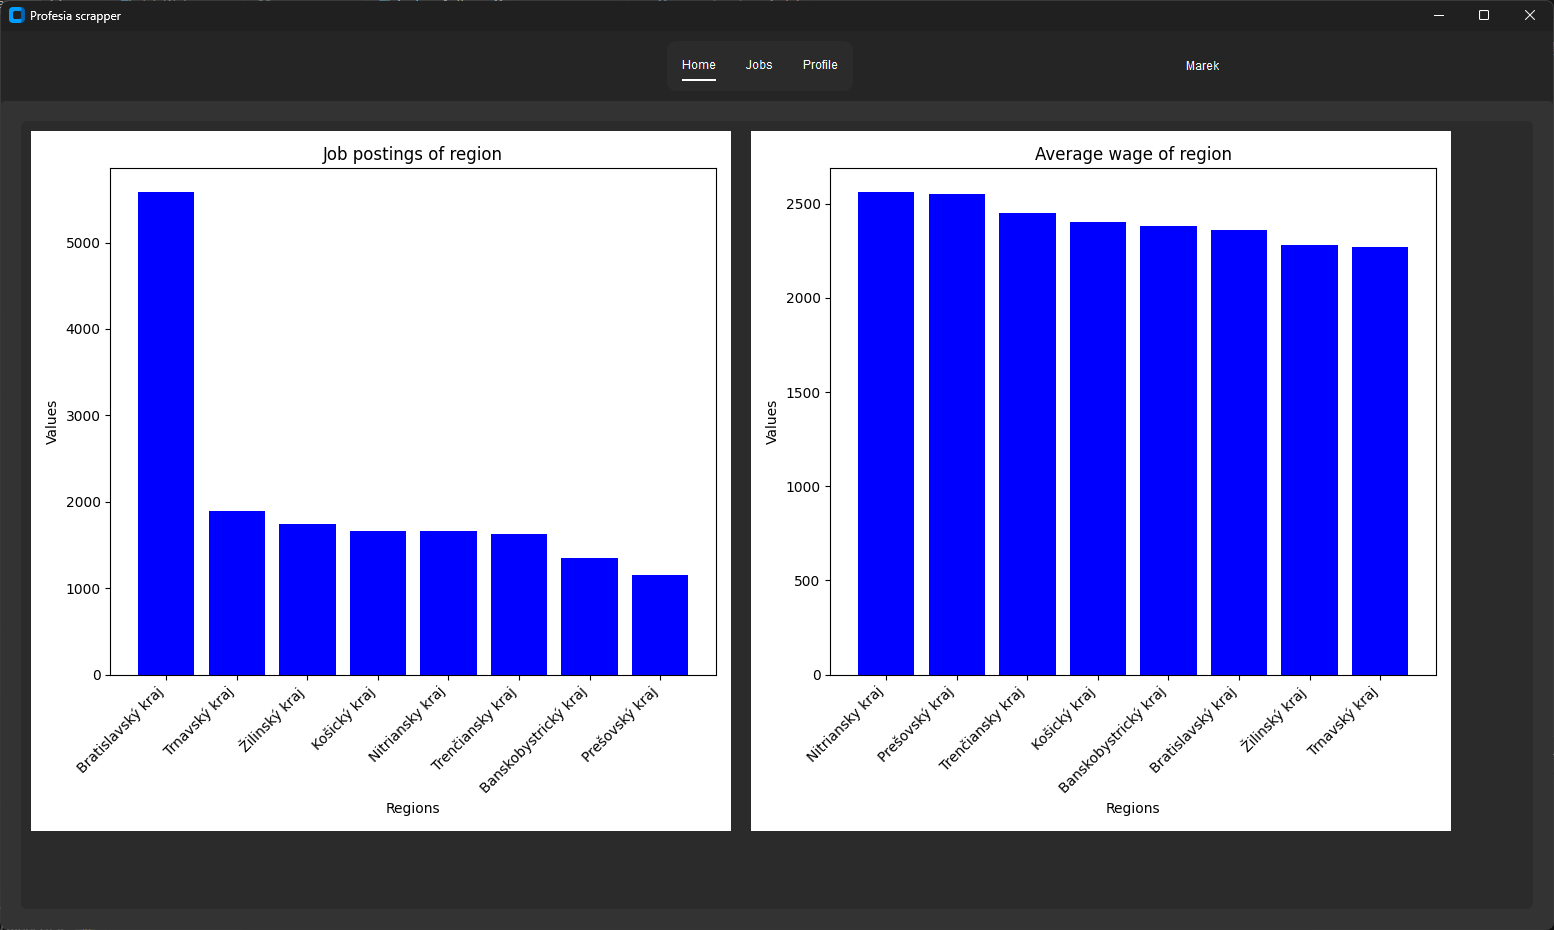 Profesia scrapper
Home Jobs Profile
Marek
Job postings of region
Values
5000
4000
3000
2000
1000
0
Bratislavský kraj
Trnavský kraj
Žilinský kraj
Košický kraj
Nitriansky kraj
Trenčiansky kraj
Banskobystrický kraj
Prešovský kraj
Regions
Average wage of region
Values
2500
2000
1500
1000
500
0
Nitriansky kraj
Prešovský kraj
Trenčiansky kraj
Košický kraj
Banskobystrický kraj
Bratislavský kraj
Žilinský kraj
Trnavský kraj
Regions